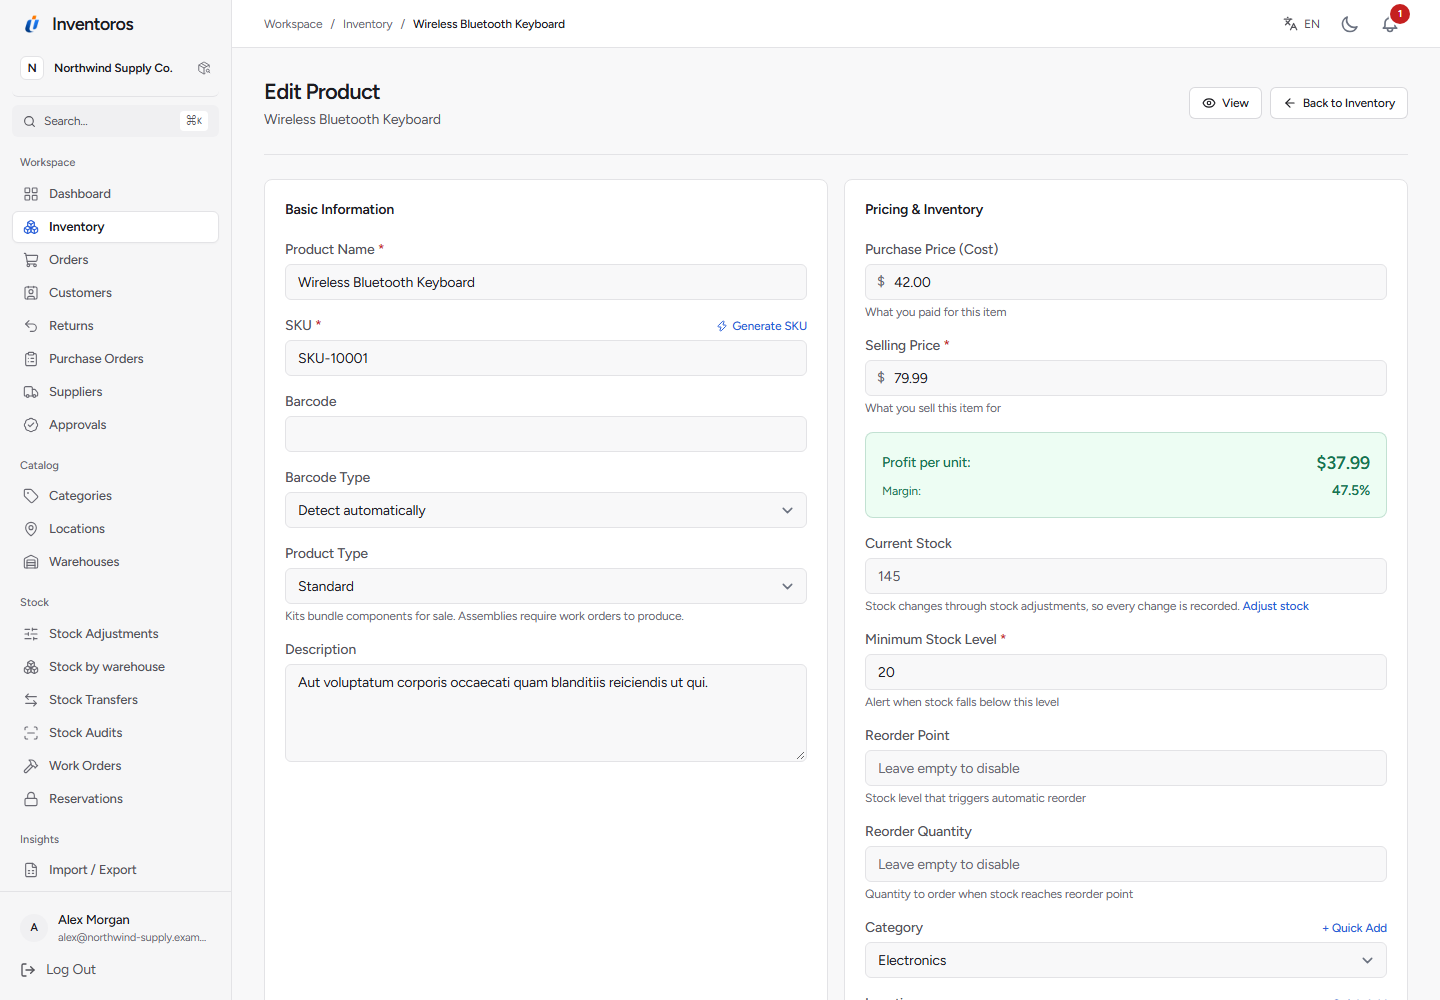 Inventoros
N Northwind Supply Co.
Search... ⌘K
Workspace
Dashboard
Inventory
Orders
Customers
Returns
Purchase Orders
Suppliers
Approvals
Catalog
Categories
Locations
Warehouses
Stock
Stock Adjustments
Stock by warehouse
Stock Transfers
Stock Audits
Work Orders
Reservations
Insights
Import / Export
A
Alex Morgan
alex@northwind-supply.exam...
Log Out
Workspace / Inventory / Wireless Bluetooth Keyboard
EN
1
Edit Product
Wireless Bluetooth Keyboard
View
Back to Inventory
Basic Information
Product Name *
Wireless Bluetooth Keyboard
SKU * Generate SKU
SKU-10001
Barcode
Barcode Type
Detect automatically
Product Type
Standard
Kits bundle components for sale. Assemblies require work orders to produce.
Description
Aut voluptatum corporis occaecati quam blanditiis reiciendis ut qui.
Pricing & Inventory
Purchase Price (Cost)
$ 42.00
What you paid for this item
Selling Price *
$ 79.99
What you sell this item for
Profit per unit: $37.99
Margin: 47.5%
Current Stock
145
Stock changes through stock adjustments, so every change is recorded. Adjust stock
Minimum Stock Level *
20
Alert when stock falls below this level
Reorder Point
Leave empty to disable
Stock level that triggers automatic reorder
Reorder Quantity
Leave empty to disable
Quantity to order when stock reaches reorder point
Category + Quick Add
Electronics